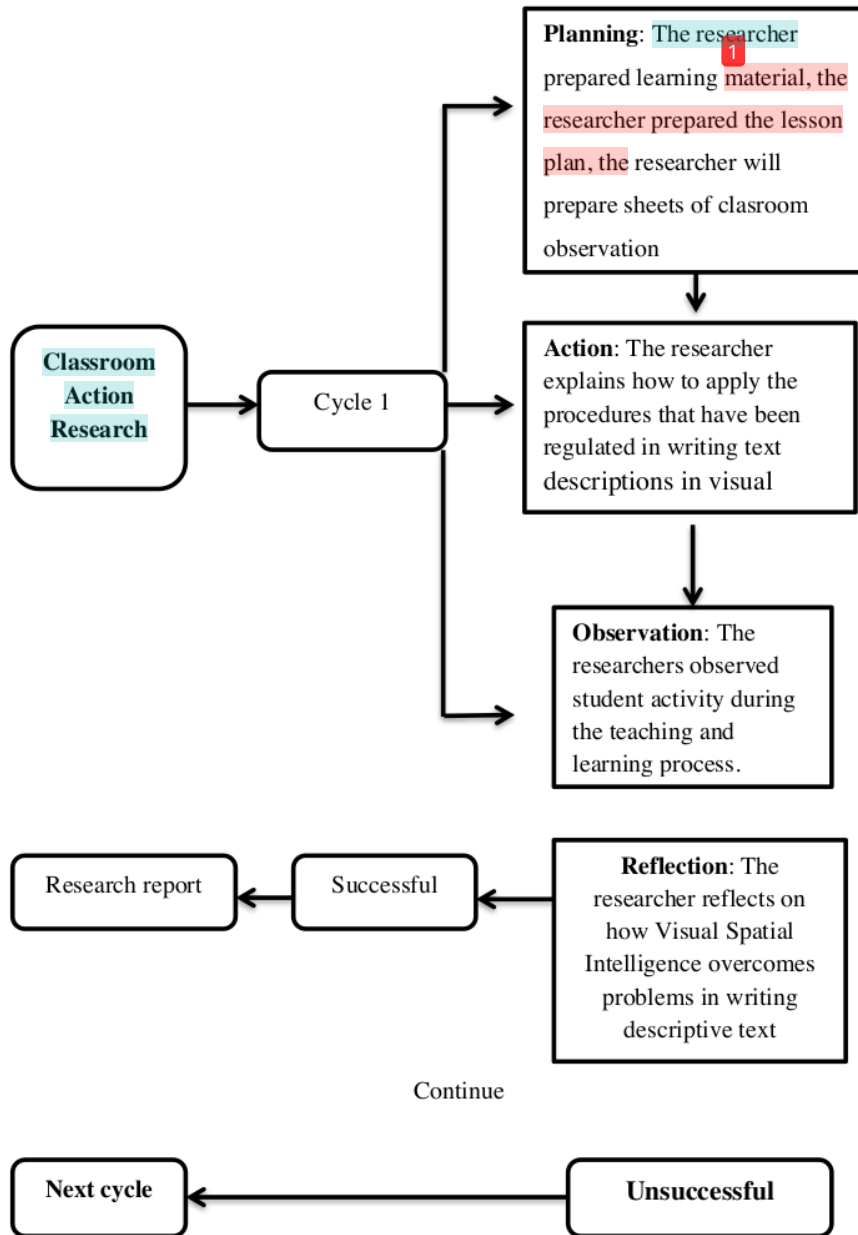 Planning: The researcher
1
prepared learning material, the
researcher prepared the lesson
plan, the researcher will
prepare sheets of clasroom
observation
Classroom
Action
Research
Cycle 1
Action: The researcher
explains how to apply the
procedures that have been
regulated in writing text
descriptions in visual
Observation: The
researchers observed
student activity during
the teaching and
learning process.
Research report
Successful
Reflection: The
researcher reflects on
how Visual Spatial
Intelligence overcomes
problems in writing
descriptive text
Continue
Next cycle
Unsuccessful